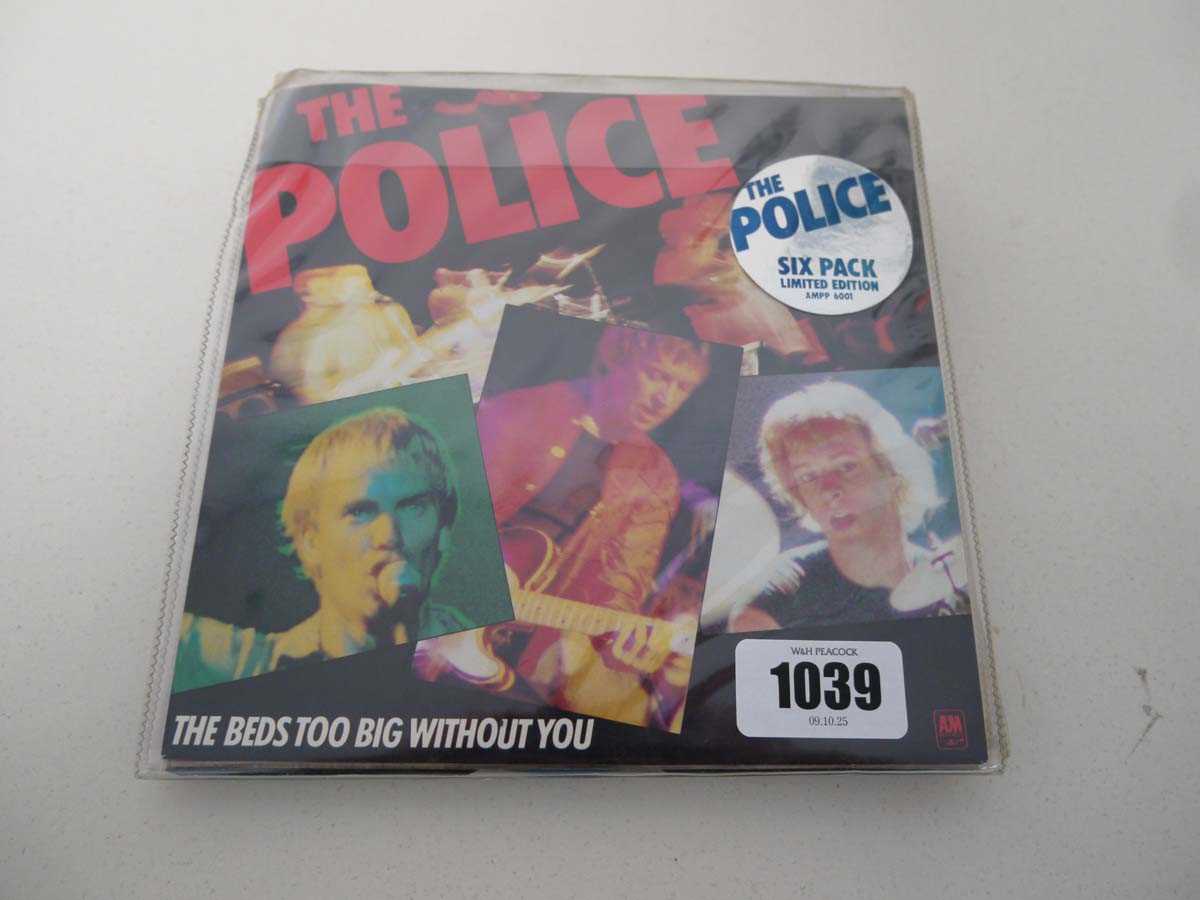 THE
POLICE
THE
POLICE
SIX PACK
LIMITED EDITION
AMPP 6001
W&H PEACOCK
1039
09.10.25
THE BEDS TOO BIG WITHOUT YOU
AM